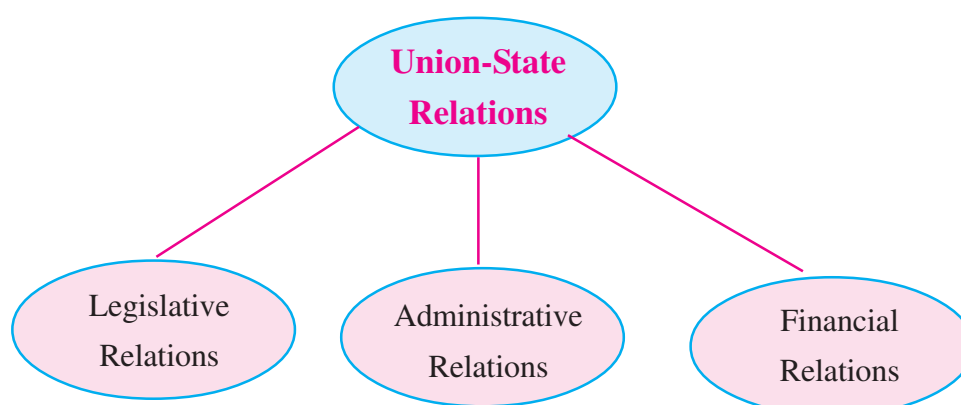 Union-State
Relations
Legislative
Relations
Administrative
Relations
Financial
Relations